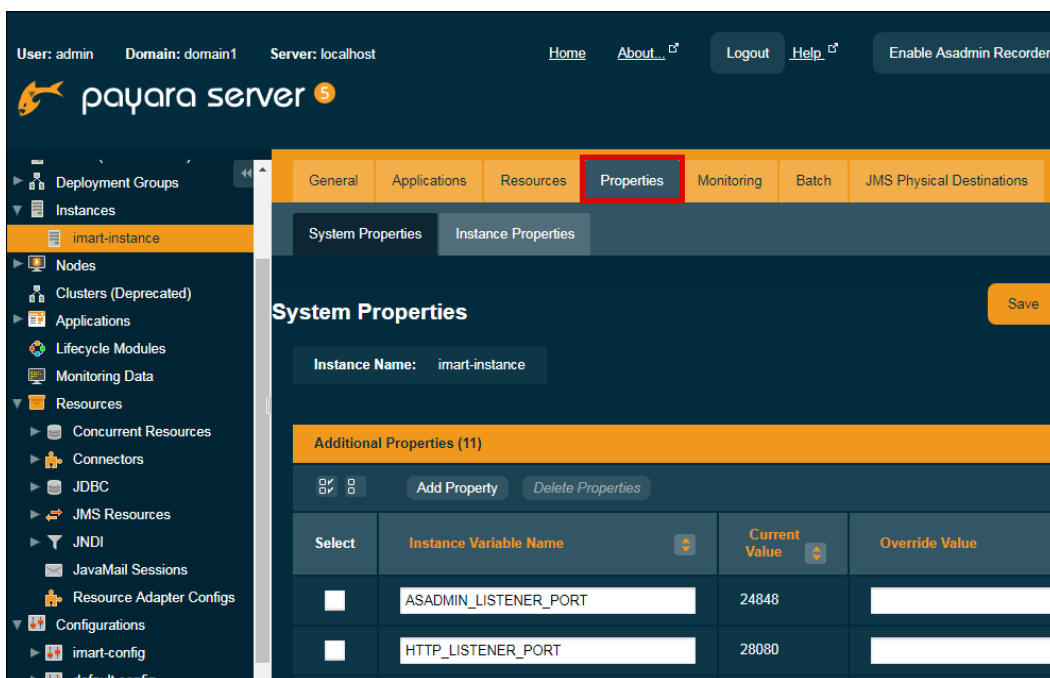 User: admin Domain: domain1 Server: localhost Home About... Logout Help Enable Asadmin Recorder
payara server 5
Deployment Groups
Instances
imart-instance
Nodes
Clusters (Deprecated)
Applications
Lifecycle Modules
Monitoring Data
Resources
Concurrent Resources
Connectors
JDBC
JMS Resources
JNDI
JavaMail Sessions
Resource Adapter Configs
Configurations
imart-config
General Applications Resources Properties Monitoring Batch JMS Physical Destinations
System Properties Instance Properties
System Properties
Save
Instance Name: imart-instance
Additional Properties (11)
Add Property Delete Properties
Select Instance Variable Name Current Value Override Value
ASADMIN_LISTENER_PORT 24848
HTTP_LISTENER_PORT 28080